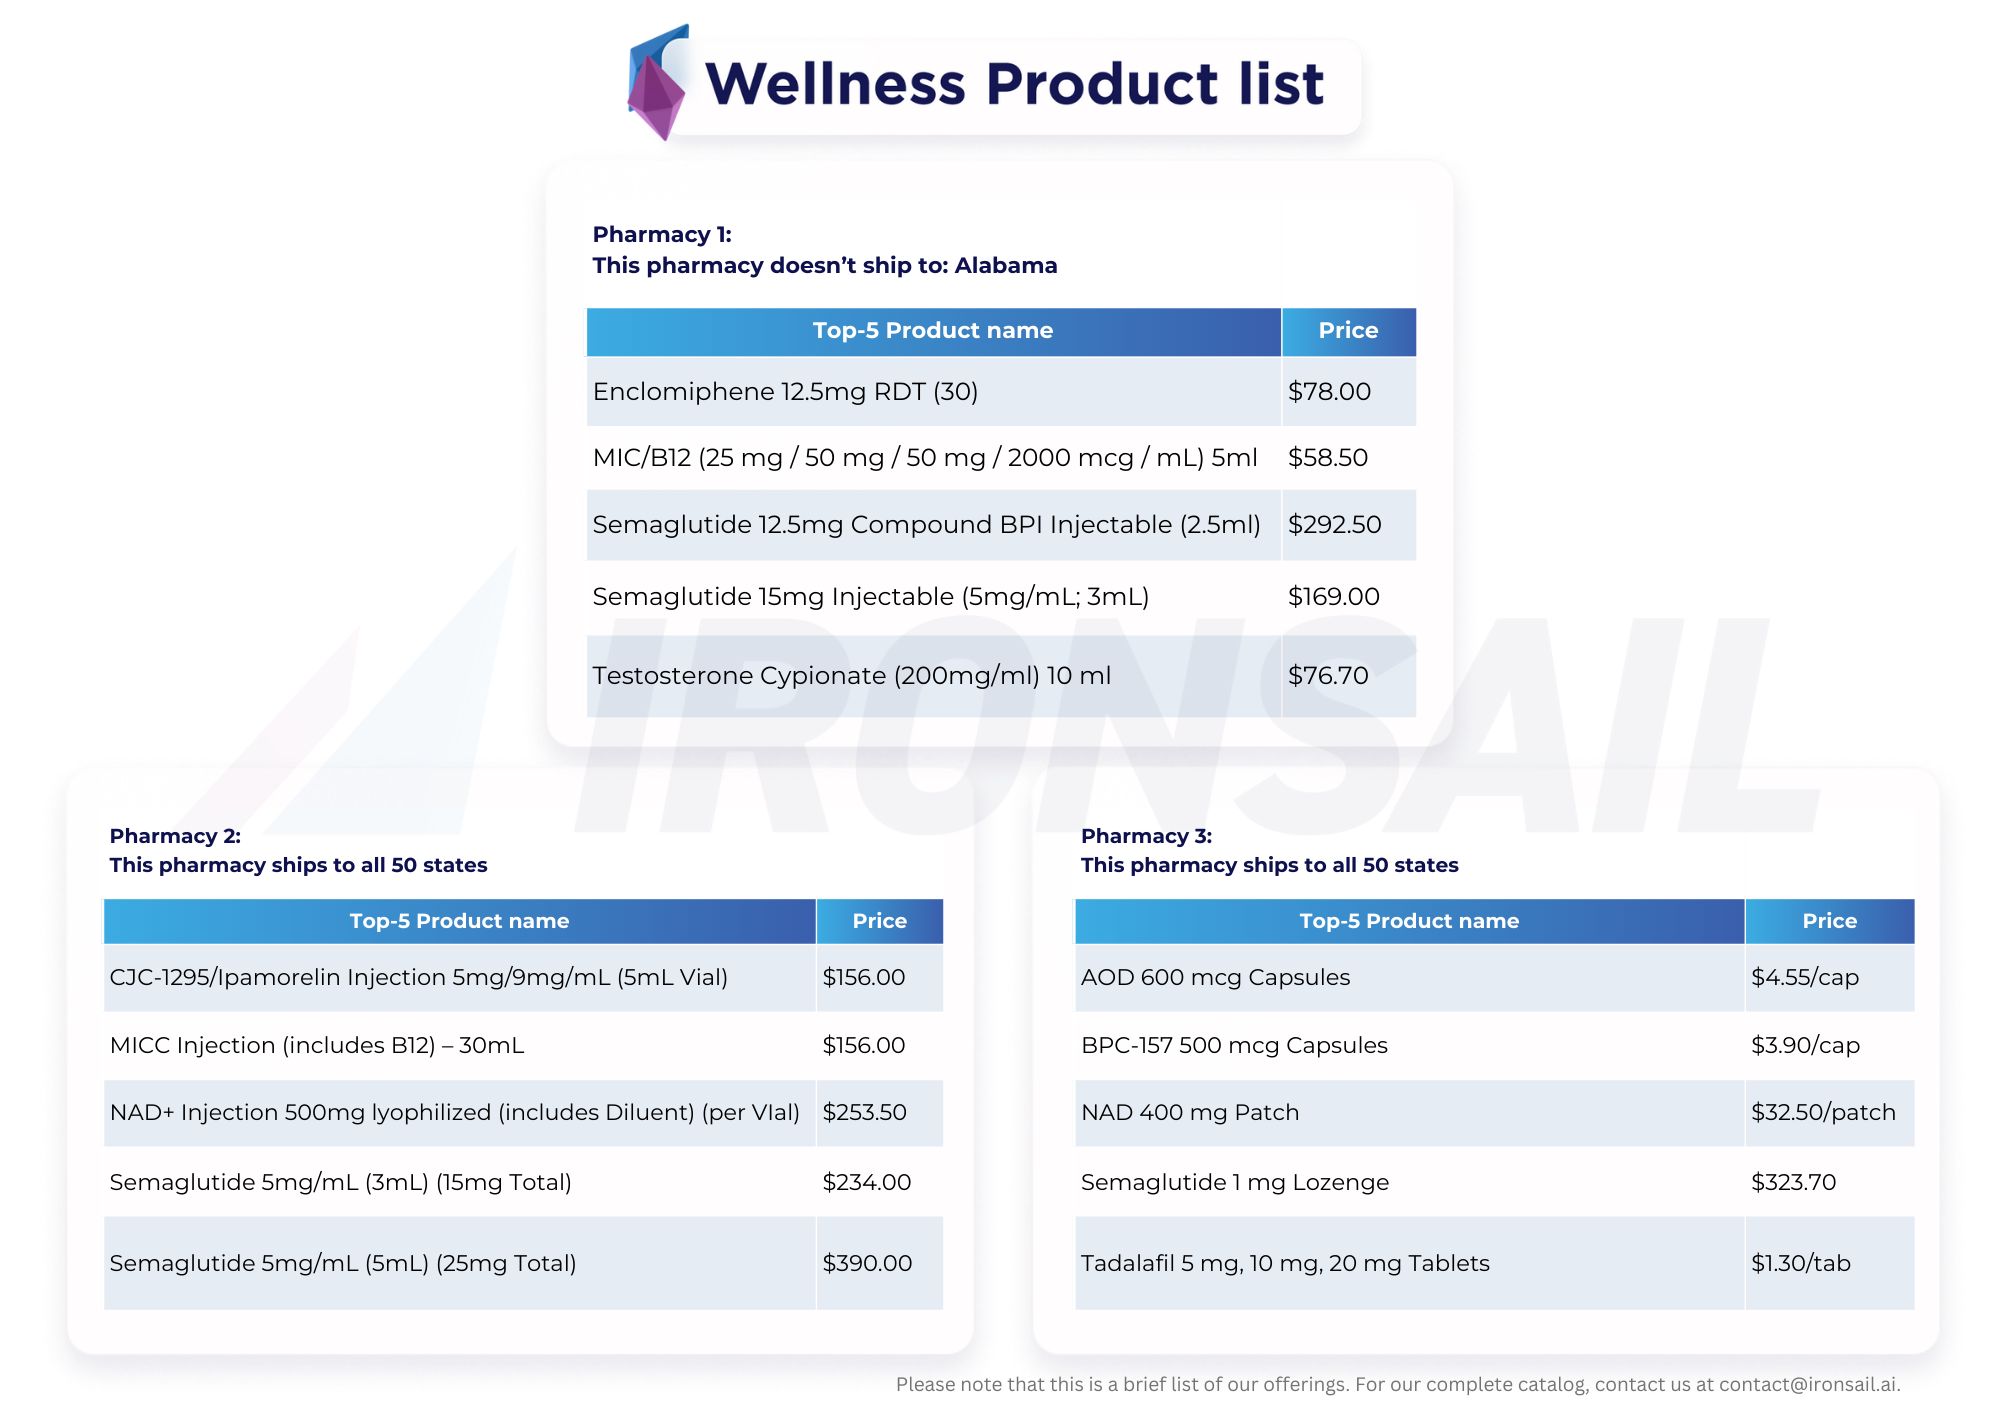 Wellness Product list
Pharmacy 1:
This pharmacy doesn’t ship to: Alabama
Top-5 Product name Price
Enclomiphene 12.5mg RDT (30) $78.00
MIC/B12 (25 mg / 50 mg / 50 mg / 2000 mcg / mL) 5ml $58.50
Semaglutide 12.5mg Compound BPI Injectable (2.5ml) $292.50
Semaglutide 15mg Injectable (5mg/mL; 3mL) $169.00
Testosterone Cypionate (200mg/ml) 10 ml $76.70
IRONSAIL
Pharmacy 2:
This pharmacy ships to all 50 states
Top-5 Product name Price
CJC-1295/Ipamorelin Injection 5mg/9mg/mL (5mL Vial) $156.00
MICC Injection (includes B12) – 30mL $156.00
NAD+ Injection 500mg lyophilized (includes Diluent) (per VIal) $253.50
Semaglutide 5mg/mL (3mL) (15mg Total) $234.00
Semaglutide 5mg/mL (5mL) (25mg Total) $390.00
Pharmacy 3:
This pharmacy ships to all 50 states
Top-5 Product name Price
AOD 600 mcg Capsules $4.55/cap
BPC-157 500 mcg Capsules $3.90/cap
NAD 400 mg Patch $32.50/patch
Semaglutide 1 mg Lozenge $323.70
Tadalafil 5 mg, 10 mg, 20 mg Tablets $1.30/tab
Please note that this is a brief list of our offerings. For our complete catalog, contact us at contact@ironsail.ai.